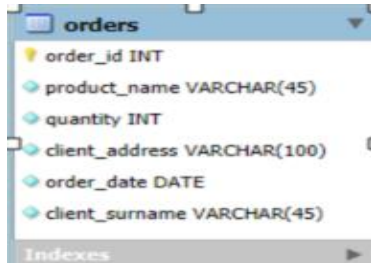 orders
order_id INT
product_name VARCHAR(45)
quantity INT
client_address VARCHAR(100)
order_date DATE
client_surname VARCHAR(45)
Indexes